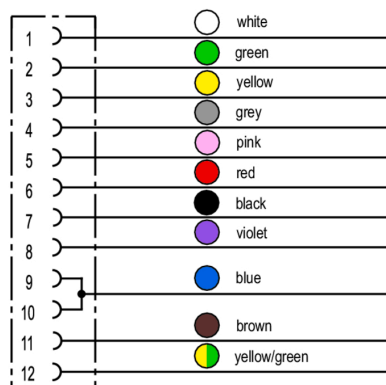 1 white
2 green
3 yellow
4 grey
5 pink
6 red
7 black
8 violet
9
blue
10
11 brown
12 yellow/green